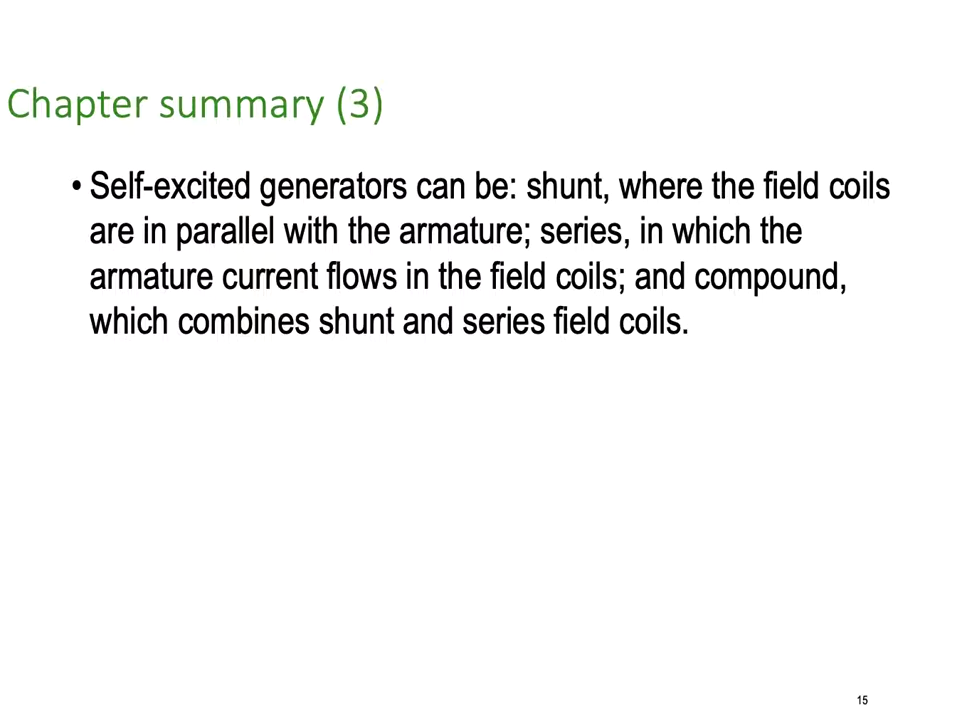 Chapter summary (3)
• Self-excited generators can be: shunt, where the field coils
are in parallel with the armature; series, in which the
armature current flows in the field coils; and compound,
which combines shunt and series field coils.
15